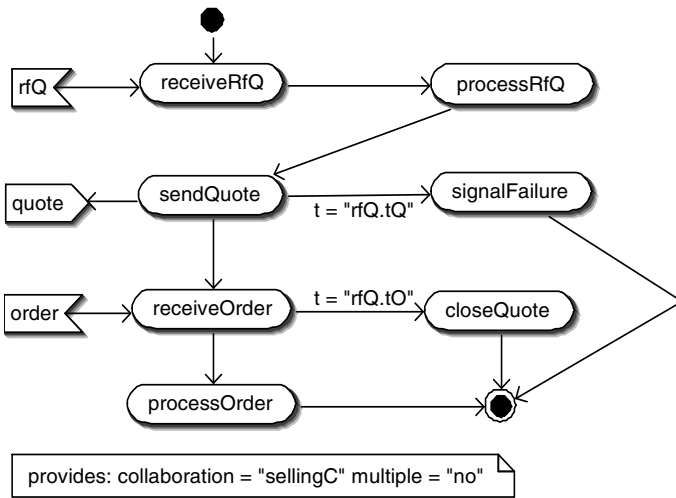 rfQ
receiveRfQ
processRfQ
quote
sendQuote
t = "rfQ.tQ"
signalFailure
order
receiveOrder
t = "rfQ.tO"
closeQuote
processOrder
provides: collaboration = "sellingC" multiple = "no"